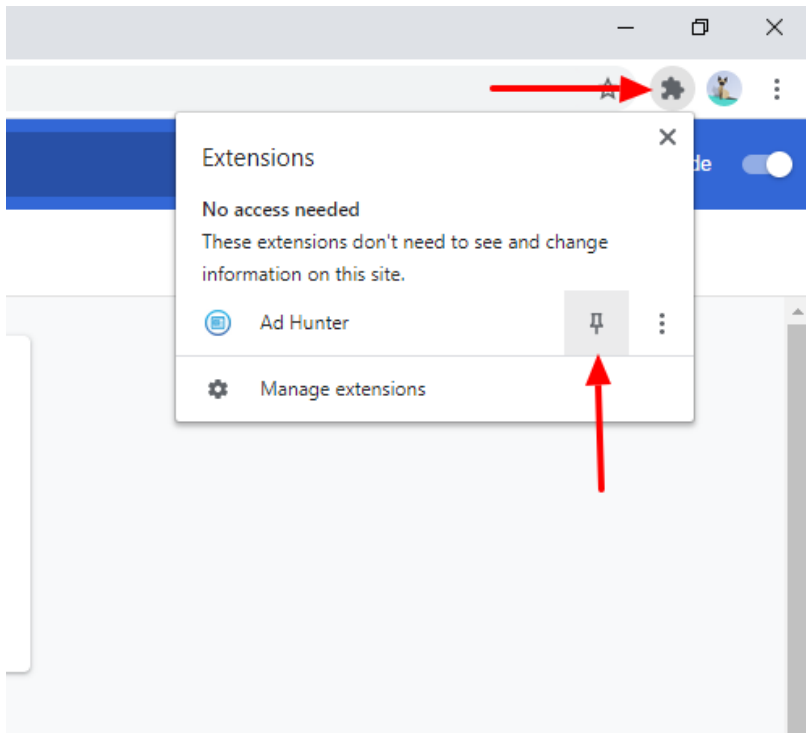 Extensions
de
No access needed
These extensions don't need to see and change
information on this site.
Ad Hunter
Manage extensions